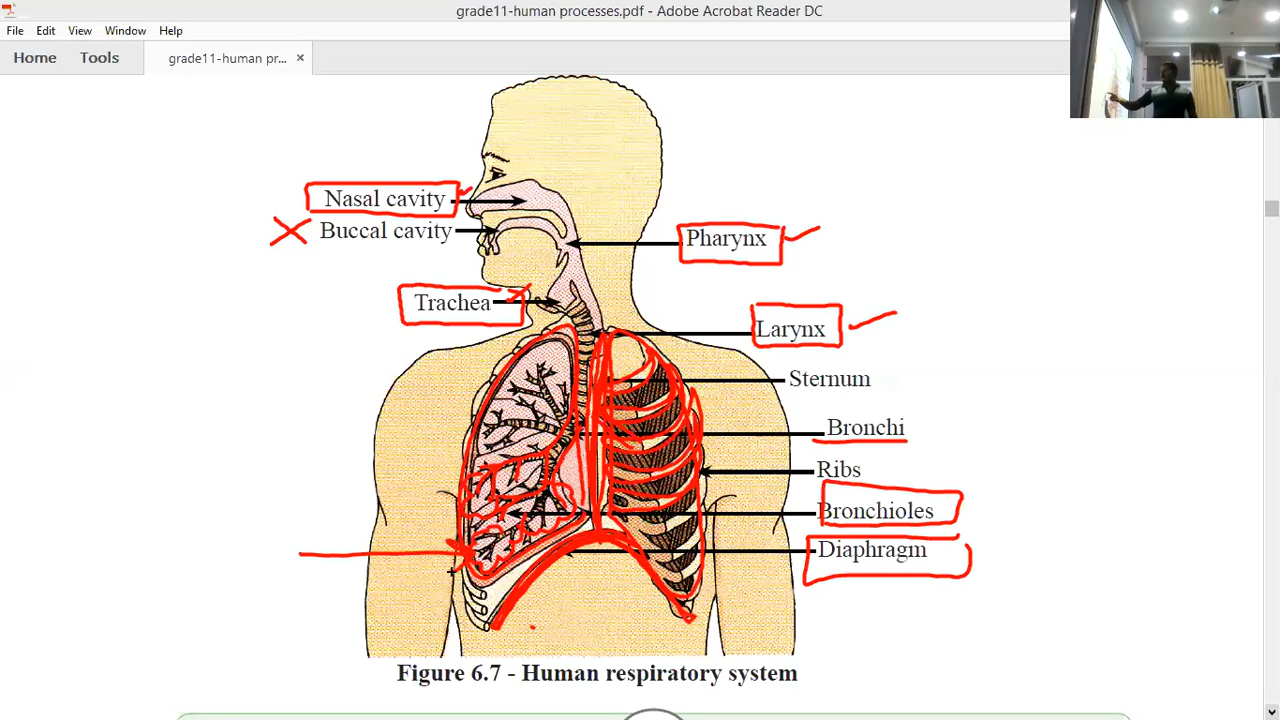 grade11-human processes.pdf - Adobe Acrobat Reader DC
File Edit View Window Help
Home Tools grade11-human pr... ×
Nasal cavity
Buccal cavity
Pharynx
Trachea
Larynx
Sternum
Bronchi
Ribs
Bronchioles
Diaphragm
Figure 6.7 - Human respiratory system